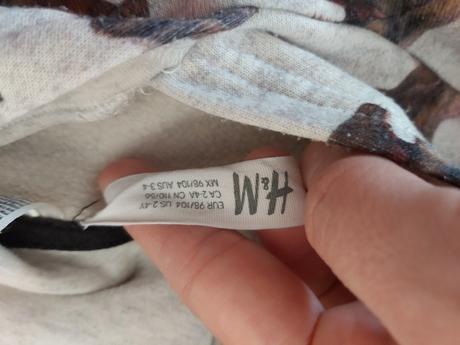 H&M
EUR 98/104 US 2-4Y
CA 2-4A CN 110/56
MX 98/104 AUS 3-4